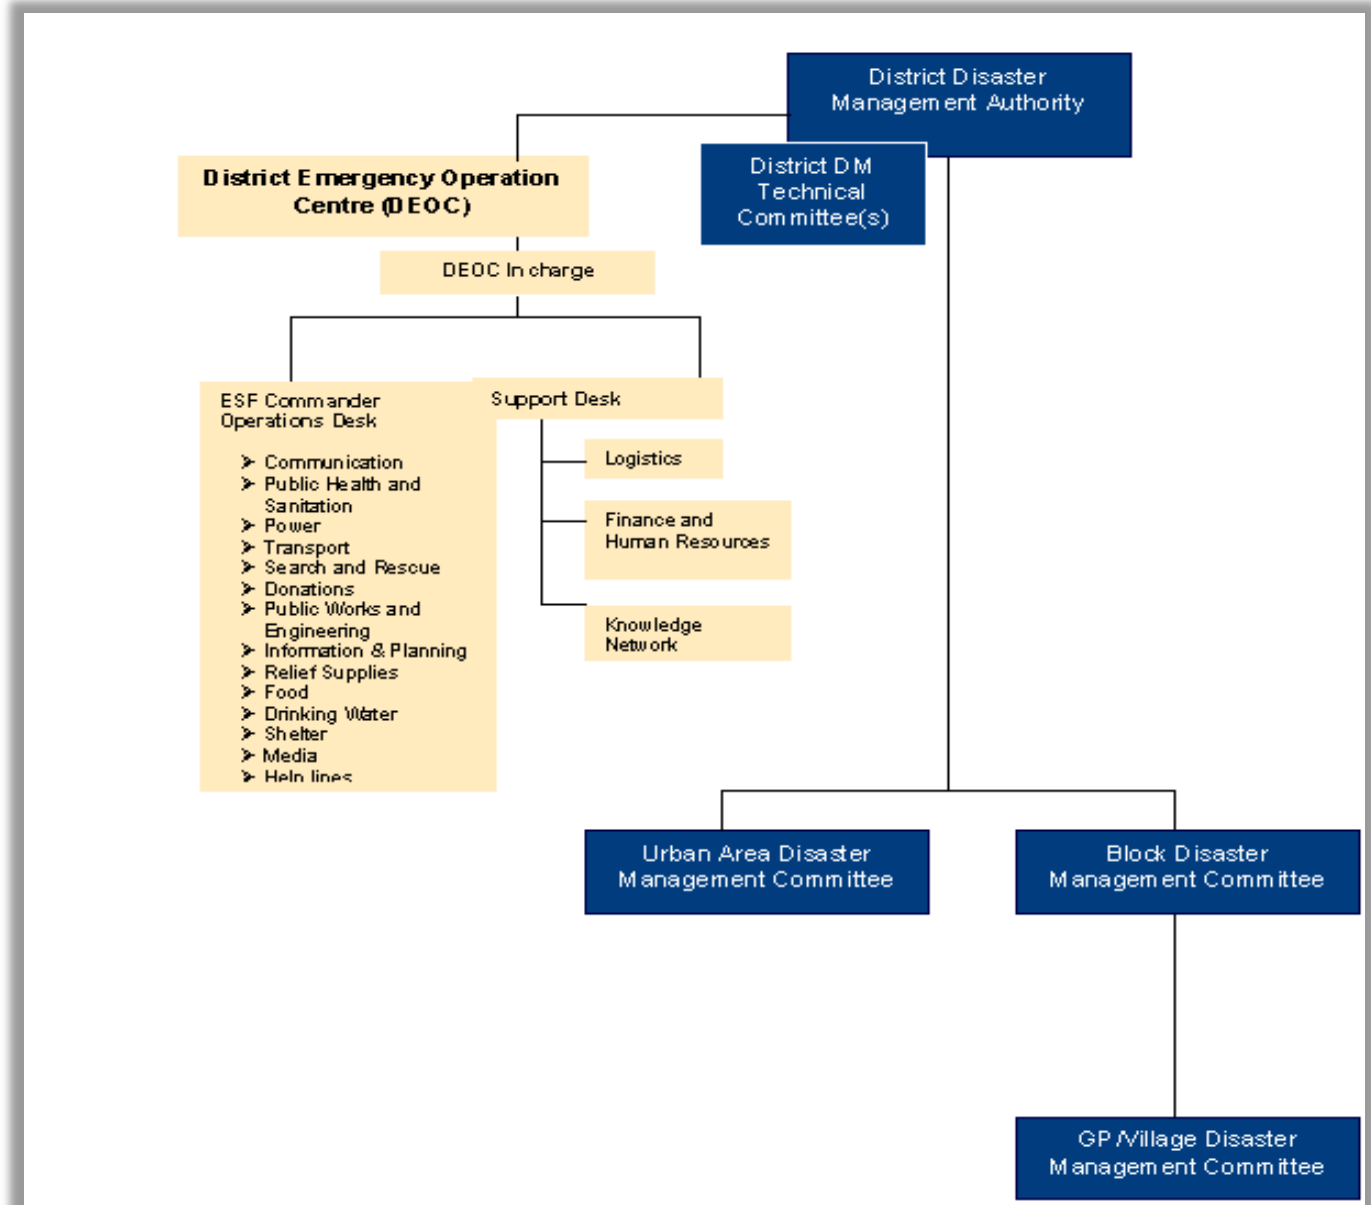 District Disaster
Management Authority
District DM
Technical
Committee(s)
District Emergency Operation
Centre (DEOC)
DEOC In charge
ESF Commander
Operations Desk
➢ Communication
➢ Public Health and
Sanitation
➢ Power
➢ Transport
➢ Search and Rescue
➢ Donations
➢ Public Works and
Engineering
➢ Information & Planning
➢ Relief Supplies
➢ Food
➢ Drinking Water
➢ Shelter
➢ Media
➢ Help lines
Support Desk
Logistics
Finance and
Human Resources
Knowledge
Network
Urban Area Disaster
Management Committee
Block Disaster
Management Committee
GP/Village Disaster
Management Committee